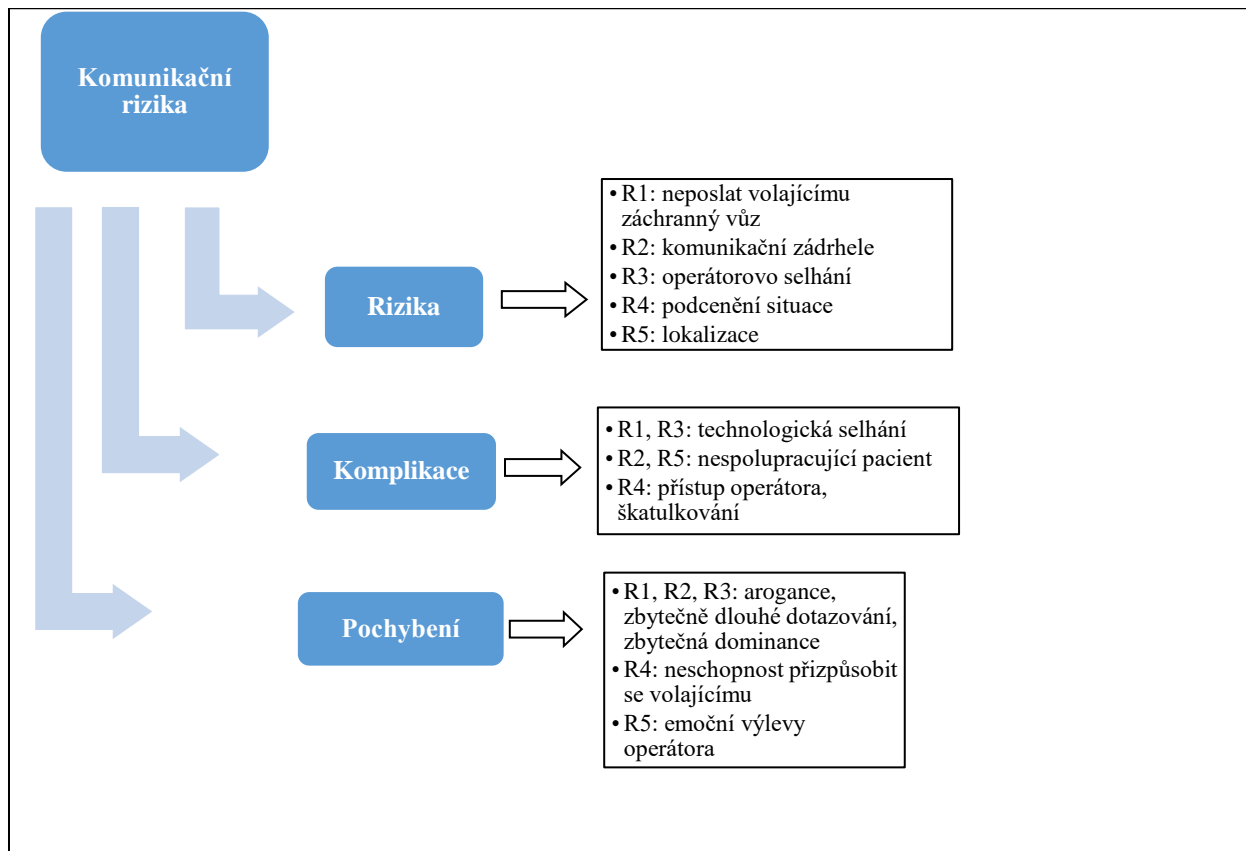 Komunikační
rizika
Rizika
• R1: neposlat volajícímu
záchranný vůz
• R2: komunikační zádrhele
• R3: operátorovo selhání
• R4: podcenění situace
• R5: lokalizace
Komplikace
• R1, R3: technologická selhání
• R2, R5: nespolupracující pacient
• R4: přístup operátora,
škatulkování
Pochybení
• R1, R2, R3: arogance,
zbytečně dlouhé dotazování,
zbytečná dominance
• R4: neschopnost přizpůsobit
se volajícímu
• R5: emoční výlevy
operátora